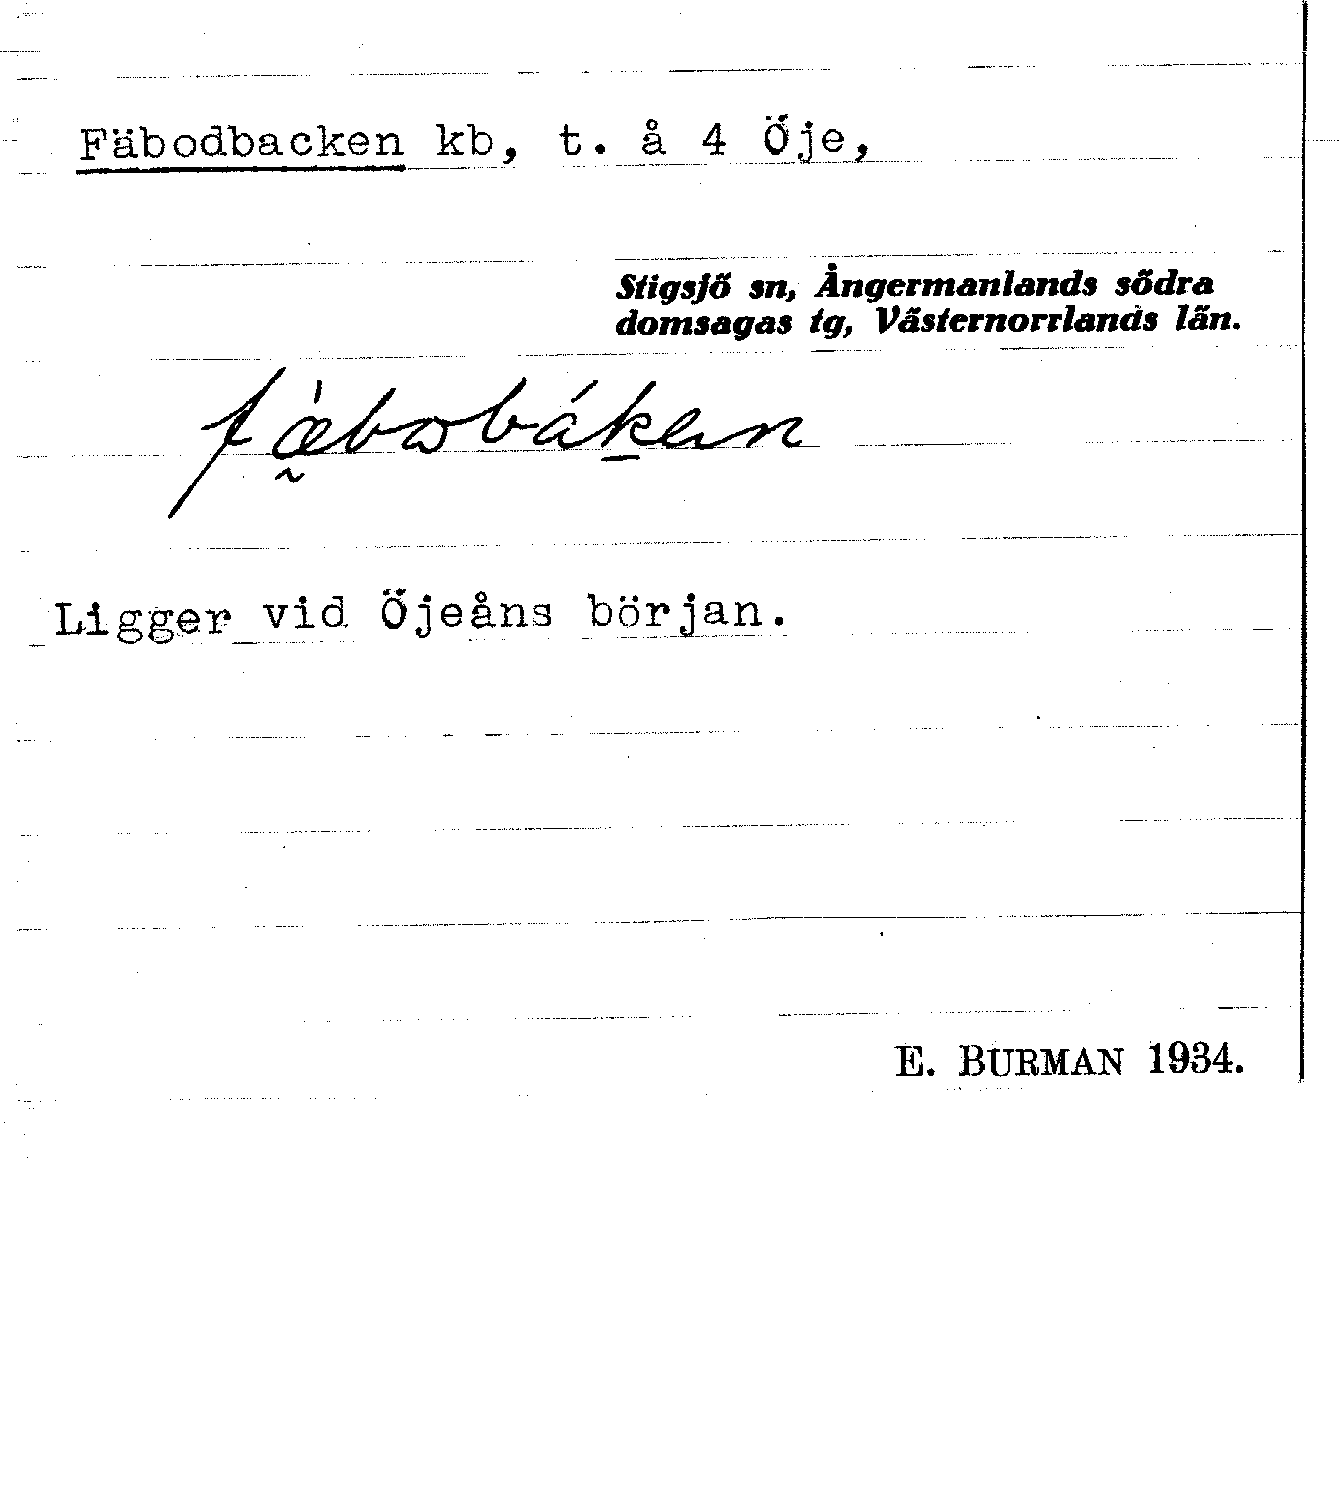 Fäbodbacken kb, t. å 4 Öje,
Stigsjö sn, Ångermanlands södra
domsagas tg, Västernorrlands län.
Ligger vid Öjeåns början.
E. BURMAN 1934.